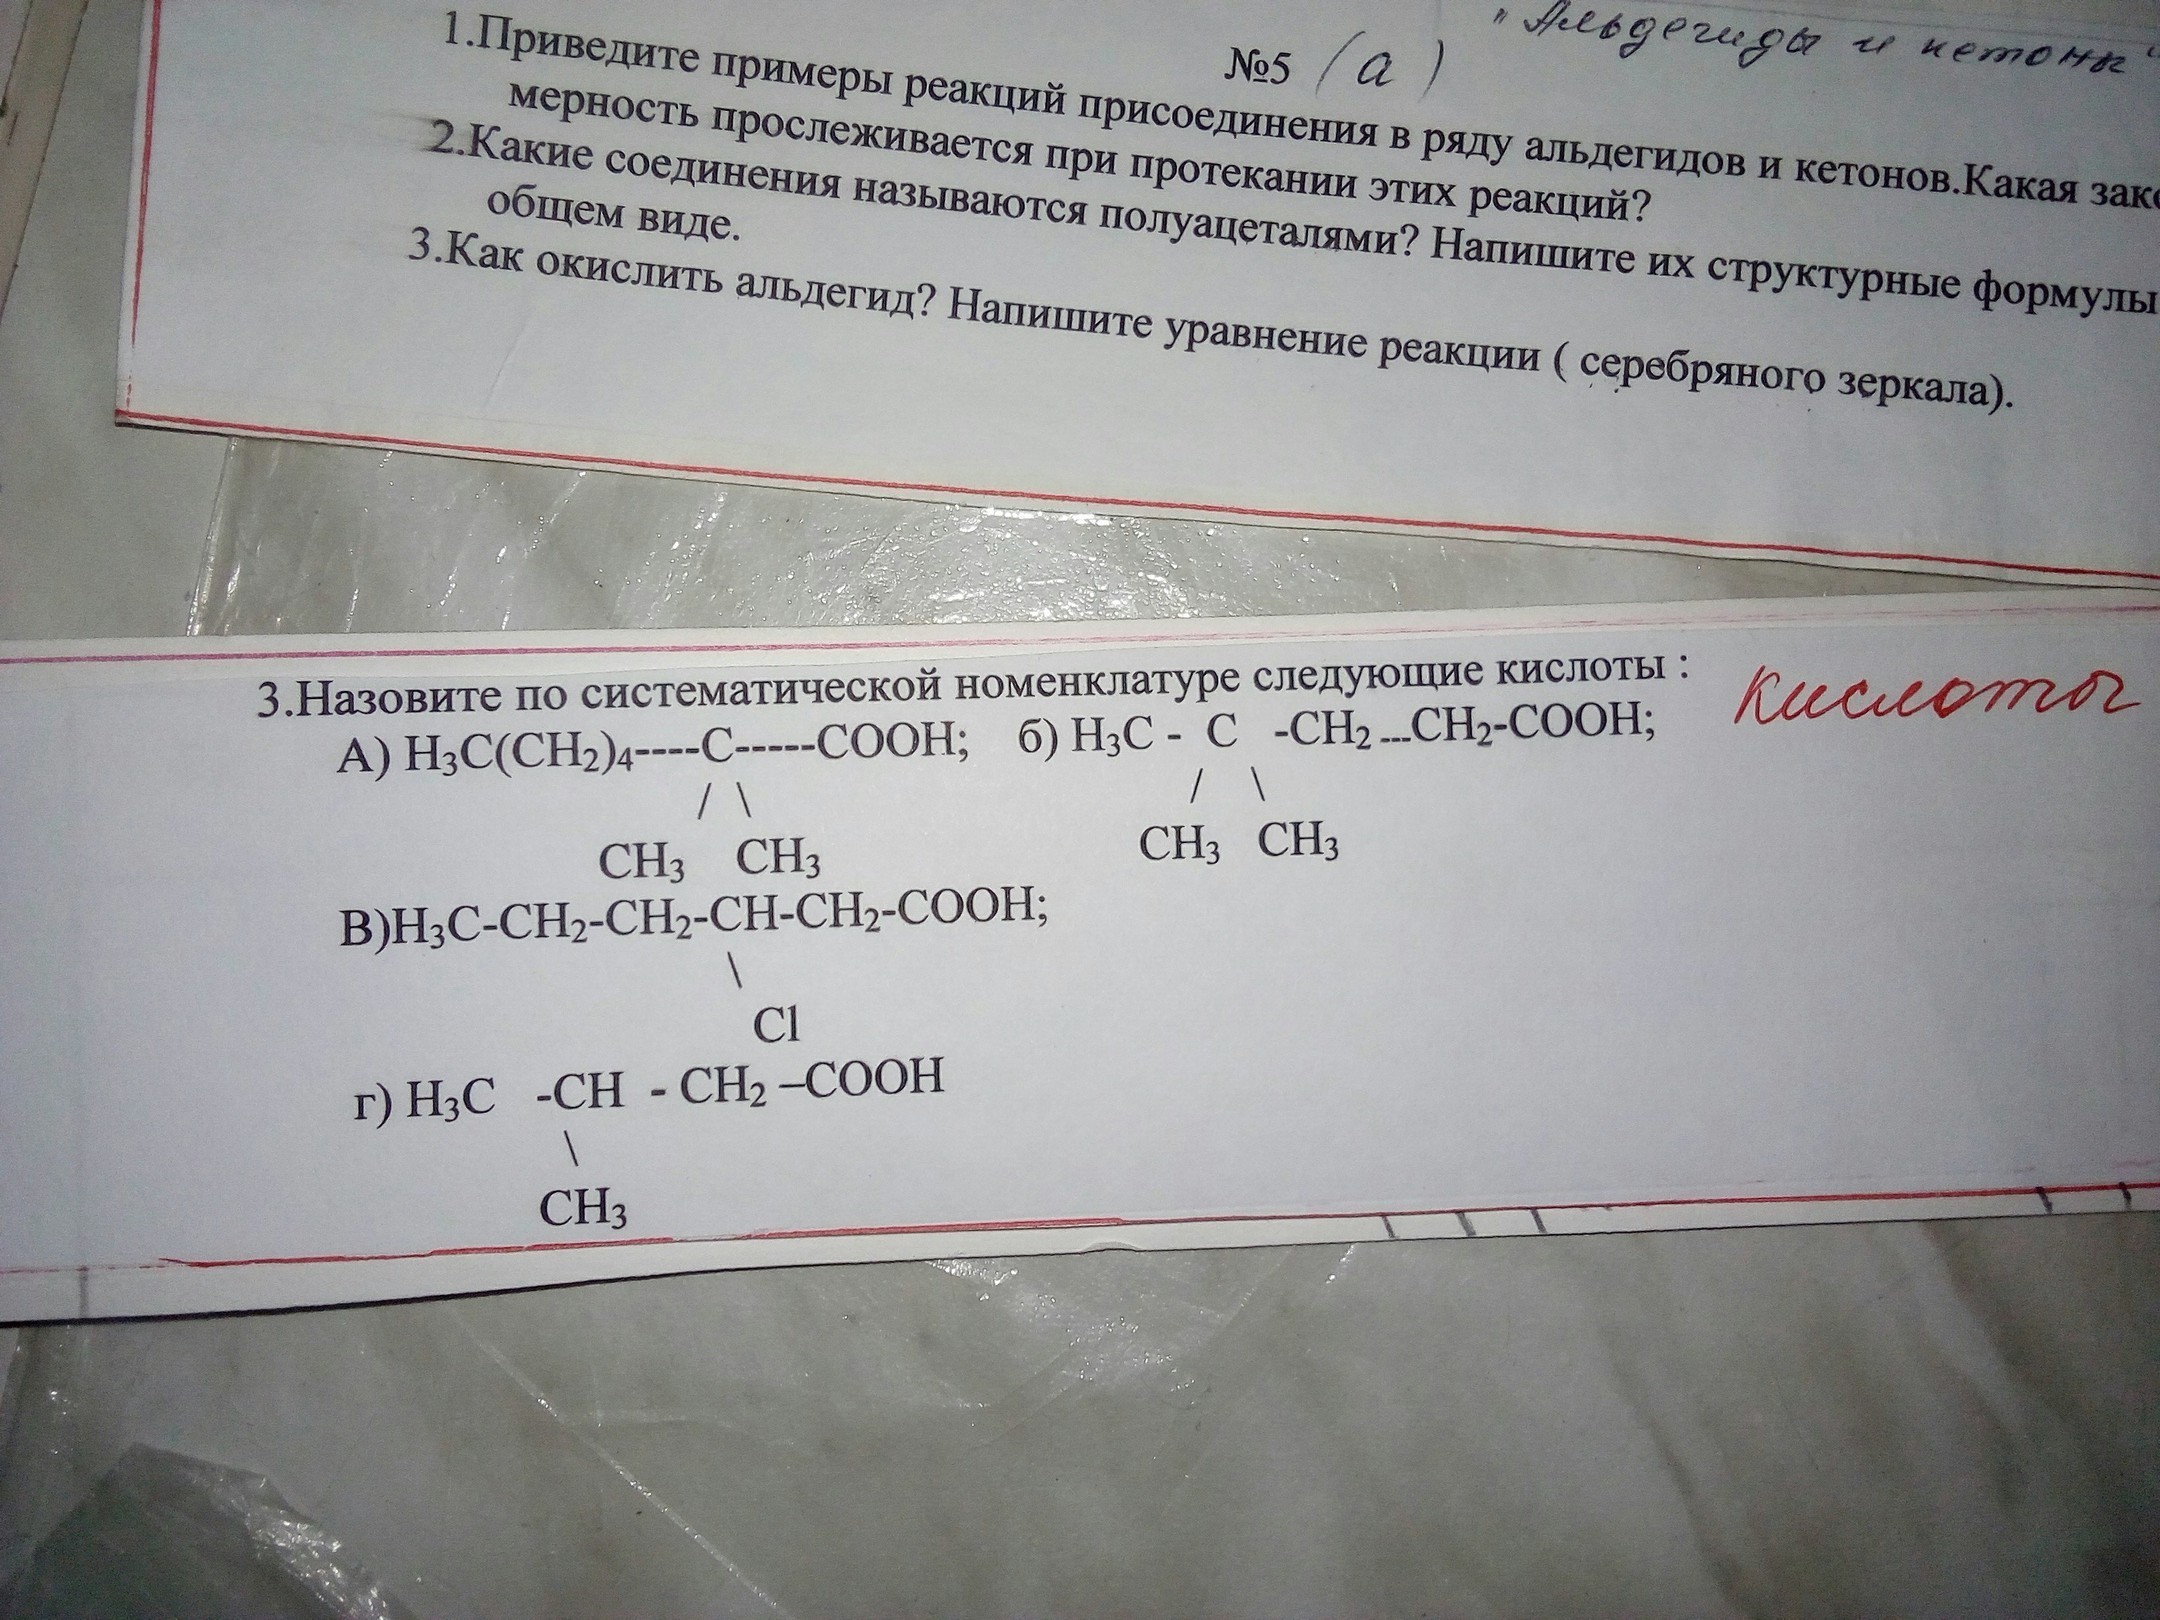 "Альдегиды и кетоны"
№5 (а)
1.Приведите примеры реакций присоединения в ряду альдегидов и кетонов.Какая зако
мерность прослеживается при протекании этих реакций?
2.Какие соединения называются полуацеталями? Напишите их структурные формулы
общем виде.
3.Как окислить альдегид? Напишите уравнение реакции ( серебряного зеркала).
3.Назовите по систематической номенклатуре следующие кислоты :
Кислоты
А) H₃C(CH₂)₄----C-----COOH; б) H₃C - C -CH₂ ...CH₂-COOH;
/ \ / \
CH₃ CH₃ CH₃ CH₃
В)H₃C-CH₂-CH₂-CH-CH₂-COOH;
\
Cl
г) H₃C -CH - CH₂ –COOH
\
CH₃